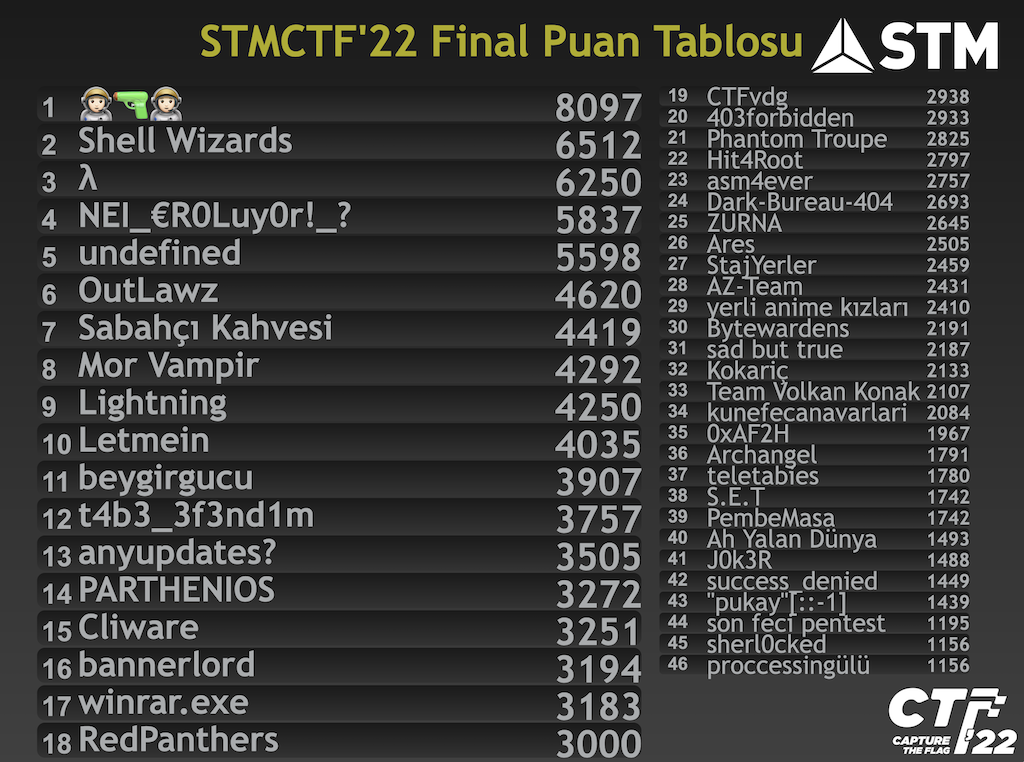 STMCTF'22 Final Puan Tablosu
STM
1 👨‍🚀🔫👨‍🚀 8097
2 Shell Wizards 6512
3 λ 6250
4 NEI_€R0Luy0r!_? 5837
5 undefined 5598
6 OutLawz 4620
7 Sabahçı Kahvesi 4419
8 Mor Vampir 4292
9 Lightning 4250
10 Letmein 4035
11 beygirgucu 3907
12 t4b3_3f3nd1m 3757
13 anyupdates? 3505
14 PARTHENIOS 3272
15 Cliware 3251
16 bannerlord 3194
17 winrar.exe 3183
18 RedPanthers 3000
19 CTFvdg 2938
20 403forbidden 2933
21 Phantom Troupe 2825
22 Hit4Root 2797
23 asm4ever 2757
24 Dark-Bureau-404 2693
25 ZURNA 2645
26 Ares 2505
27 StajYerler 2459
28 AZ-Team 2431
29 yerli anime kızları 2410
30 Bytewardens 2191
31 sad but true 2187
32 Kokariç 2133
33 Team Volkan Konak 2107
34 kunefecanavarlari 2084
35 0xAF2H 1967
36 Archangel 1791
37 teletabies 1780
38 S.E.T 1742
39 PembeMasa 1742
40 Ah Yalan Dünya 1493
41 J0k3R 1488
42 success_denied 1449
43 "pukay"[::-1] 1439
44 son feci pentest 1195
45 sherl0cked 1156
46 proccessingülü 1156
CTF
CAPTURE
THE FLAG
'22